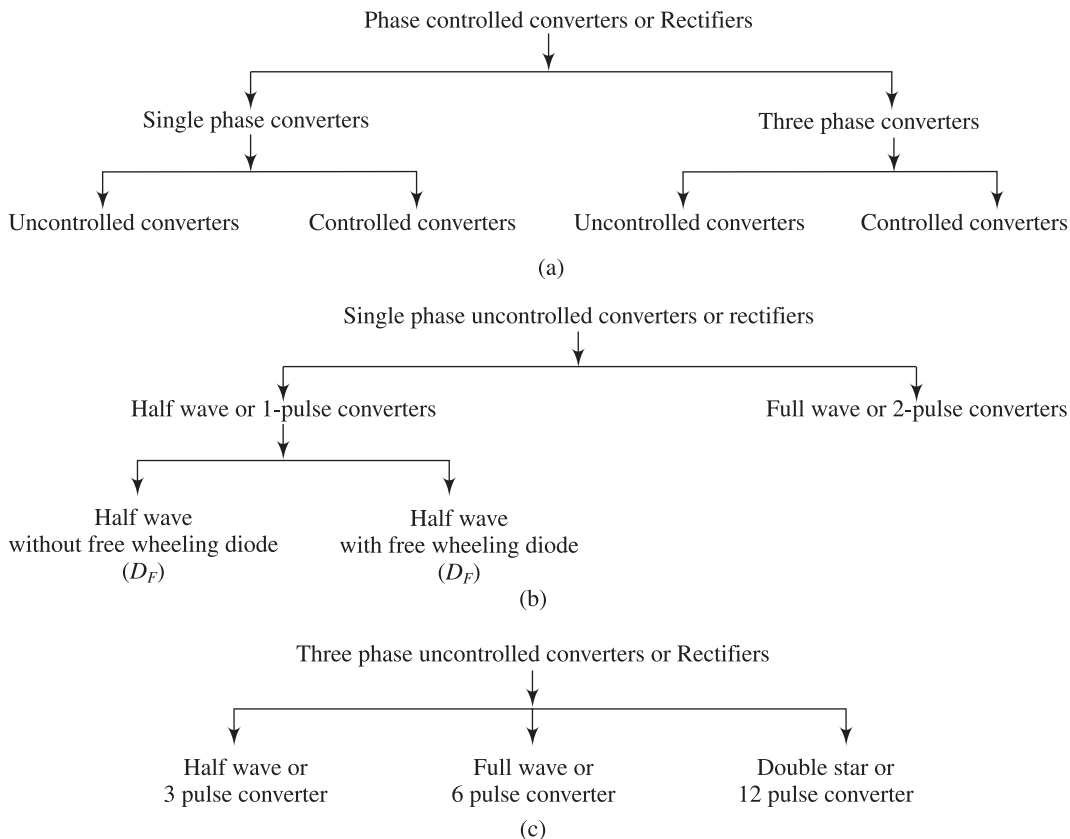 Phase controlled converters or Rectifiers
Single phase converters
Three phase converters
Uncontrolled converters
Controlled converters
Uncontrolled converters
Controlled converters
(a)
Single phase uncontrolled converters or rectifiers
Half wave or 1-pulse converters
Full wave or 2-pulse converters
Half wave
without free wheeling diode
(D_F)
Half wave
with free wheeling diode
(D_F)
(b)
Three phase uncontrolled converters or Rectifiers
Half wave or
3 pulse converter
Full wave or
6 pulse converter
Double star or
12 pulse converter
(c)